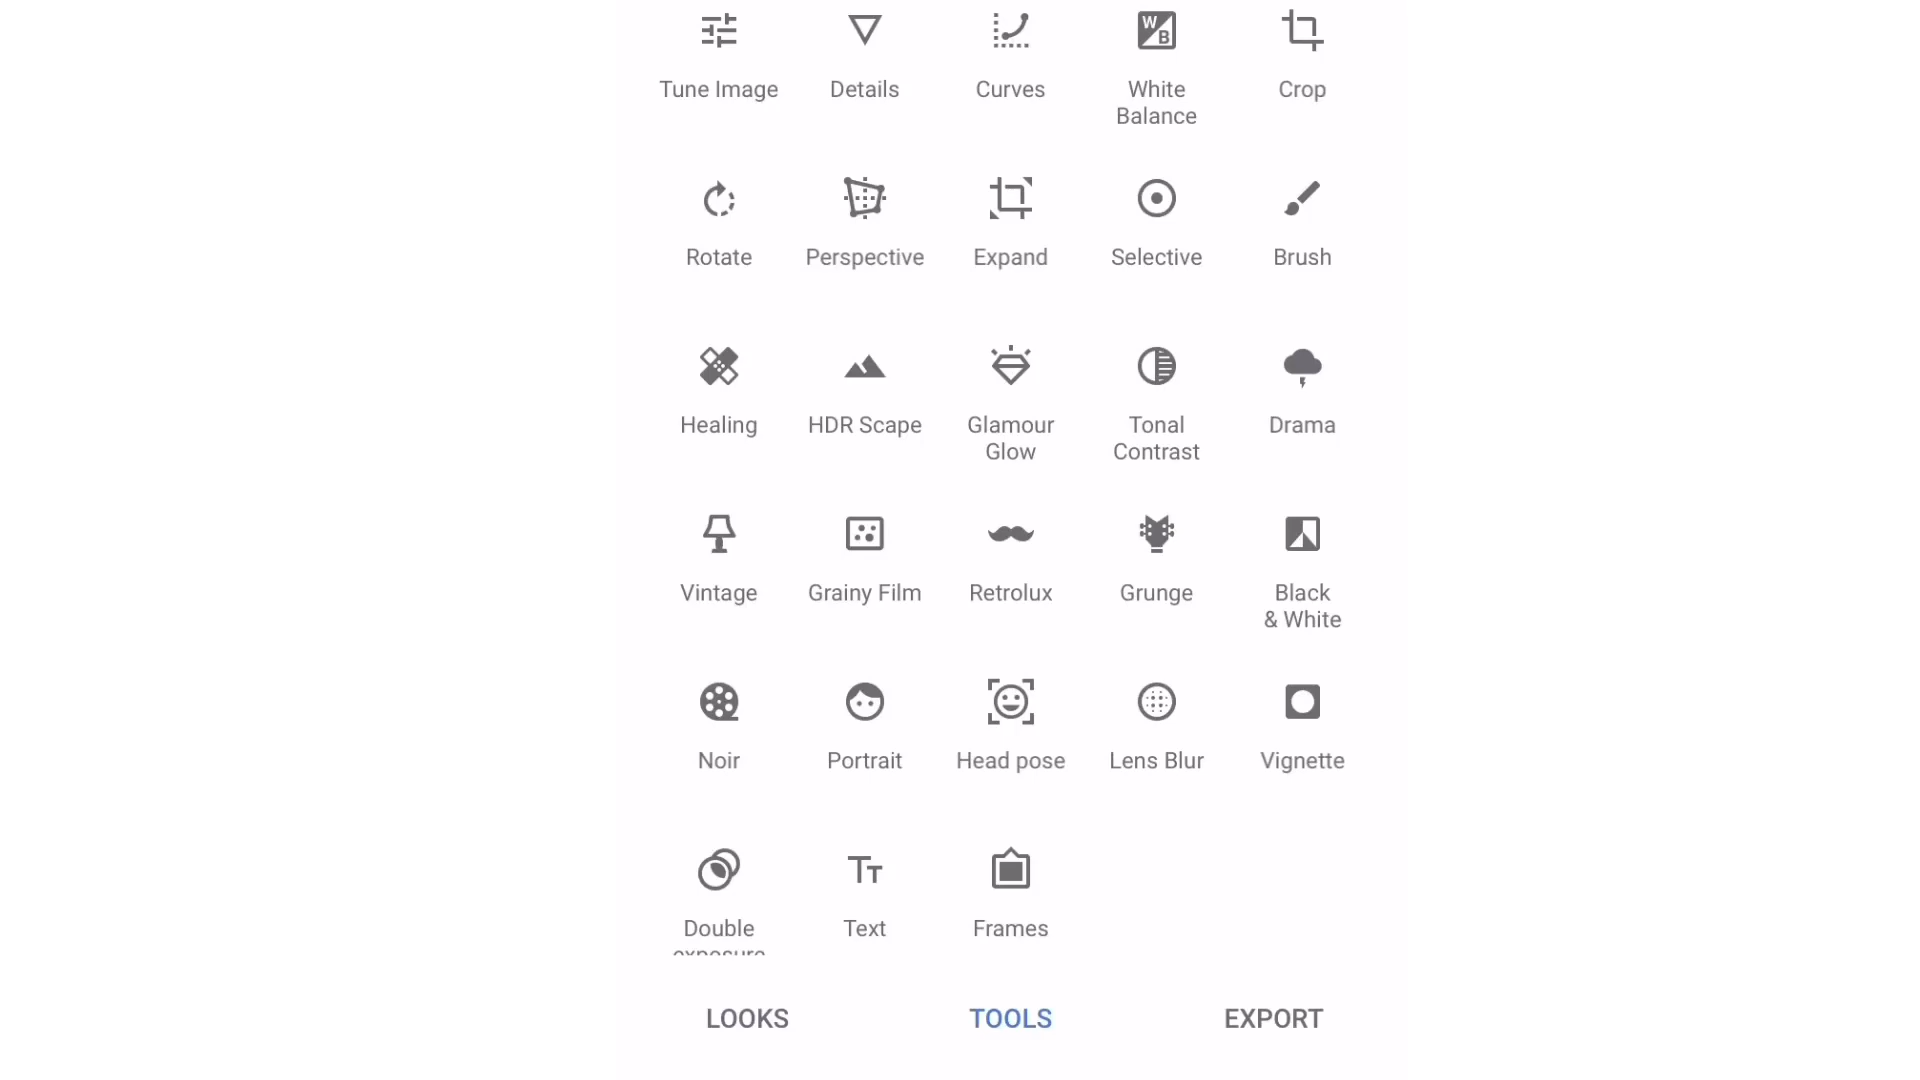 Tune Image
Details
Curves
White
Balance
Crop
Rotate
Perspective
Expand
Selective
Brush
Healing
HDR Scape
Glamour
Glow
Tonal
Contrast
Drama
Vintage
Grainy Film
Retrolux
Grunge
Black
& White
Noir
Portrait
Head pose
Lens Blur
Vignette
Double
exposure
Text
Frames
LOOKS
TOOLS
EXPORT